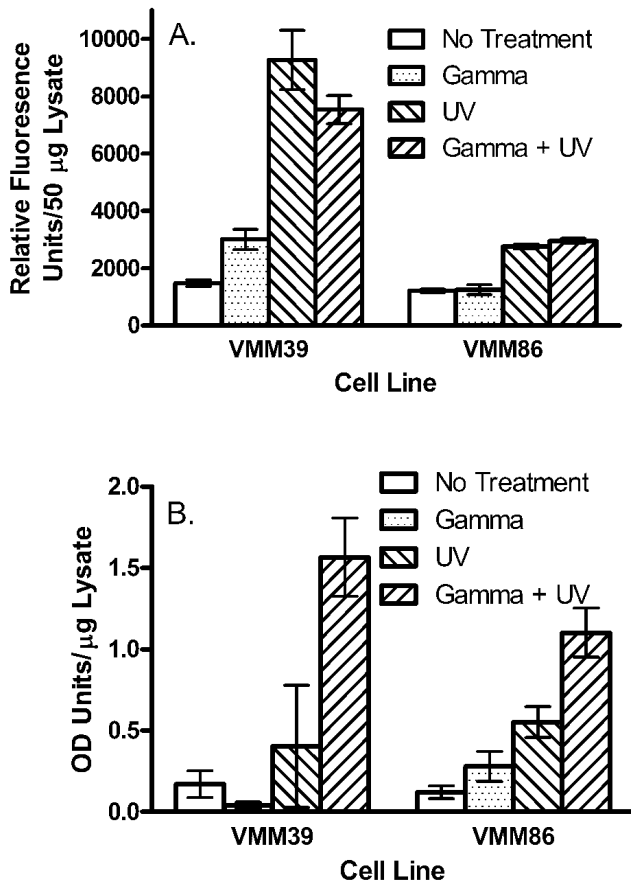 A.
Relative Fluoresence
Units/50 µg Lysate
10000
8000
6000
4000
2000
0
No Treatment
Gamma
UV
Gamma + UV
VMM39
VMM86
Cell Line
B.
OD Units/µg Lysate
2.0
1.5
1.0
0.5
0.0
No Treatment
Gamma
UV
Gamma + UV
VMM39
VMM86
Cell Line